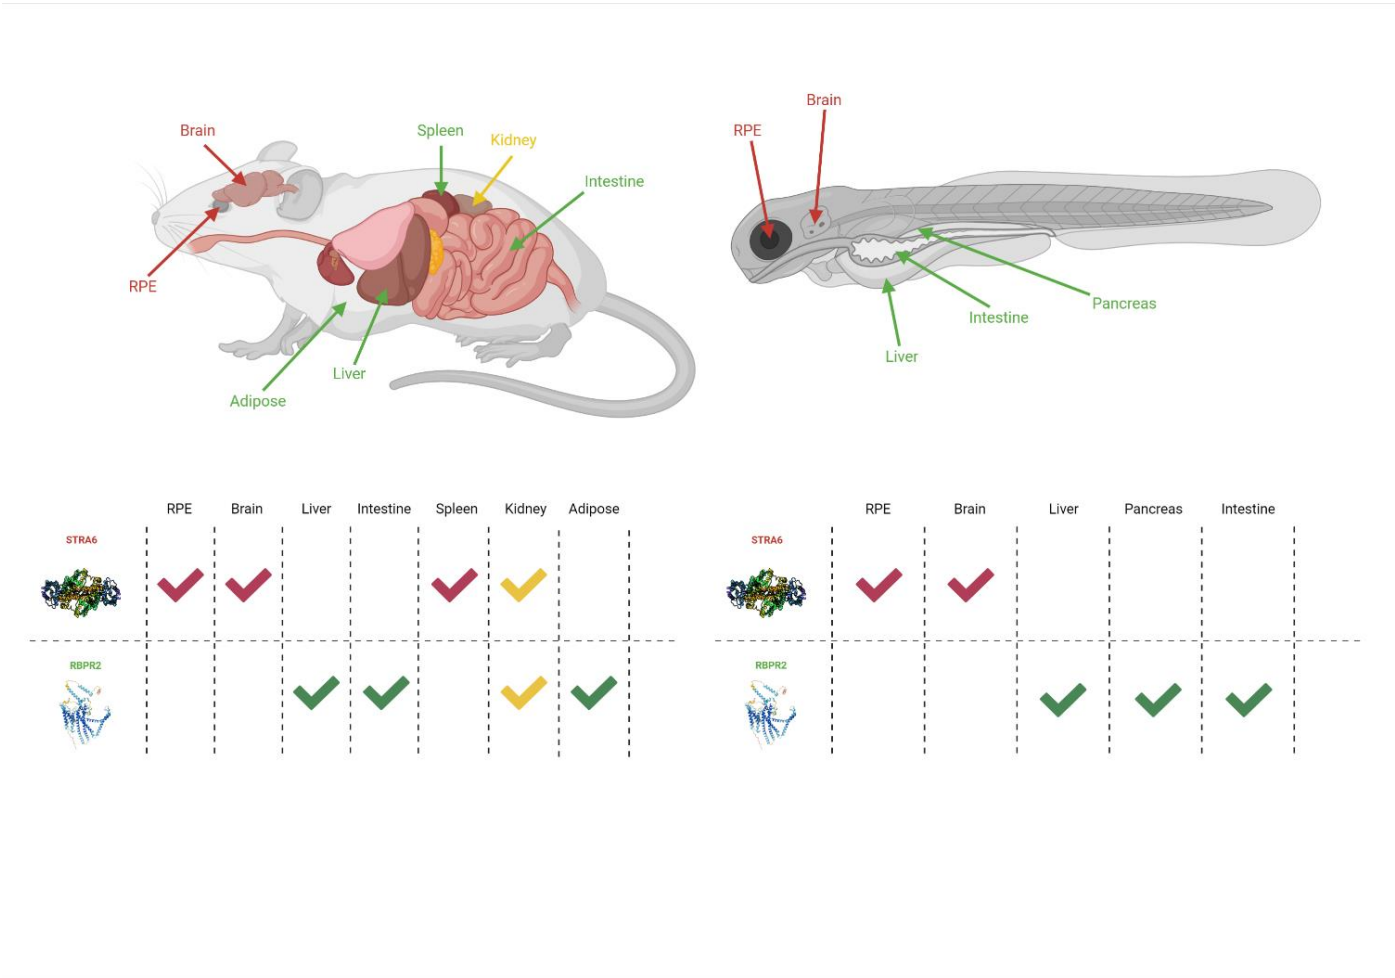 Brain
Spleen
Kidney
Intestine
RPE
Liver
Adipose
Brain
RPE
Pancreas
Intestine
Liver
RPE Brain Liver Intestine Spleen Kidney Adipose
STRA6
RBPR2
RPE Brain Liver Pancreas Intestine
STRA6
RBPR2